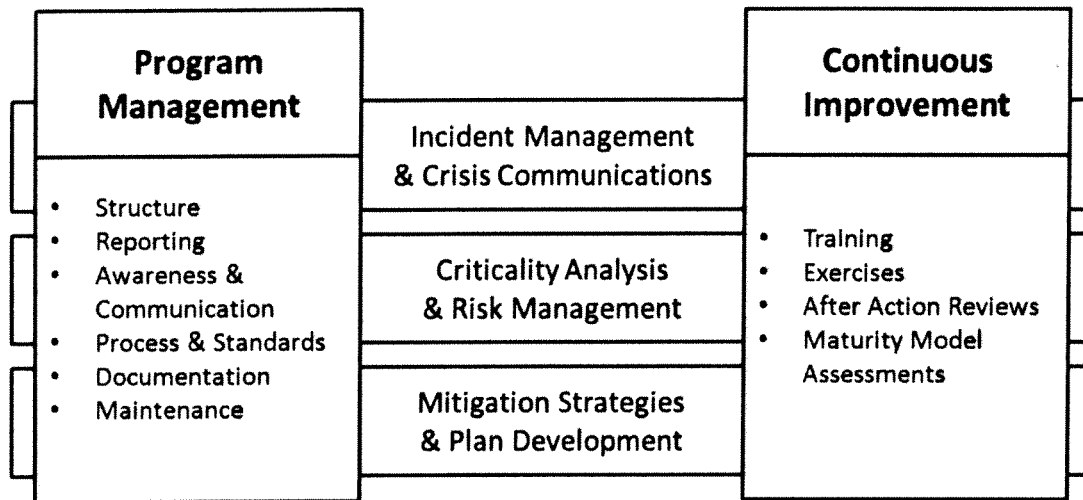 Program
Management
• Structure
• Reporting
• Awareness &
Communication
• Process & Standards
• Documentation
• Maintenance
Incident Management
& Crisis Communications
Criticality Analysis
& Risk Management
Mitigation Strategies
& Plan Development
Continuous
Improvement
• Training
• Exercises
• After Action Reviews
• Maturity Model
Assessments